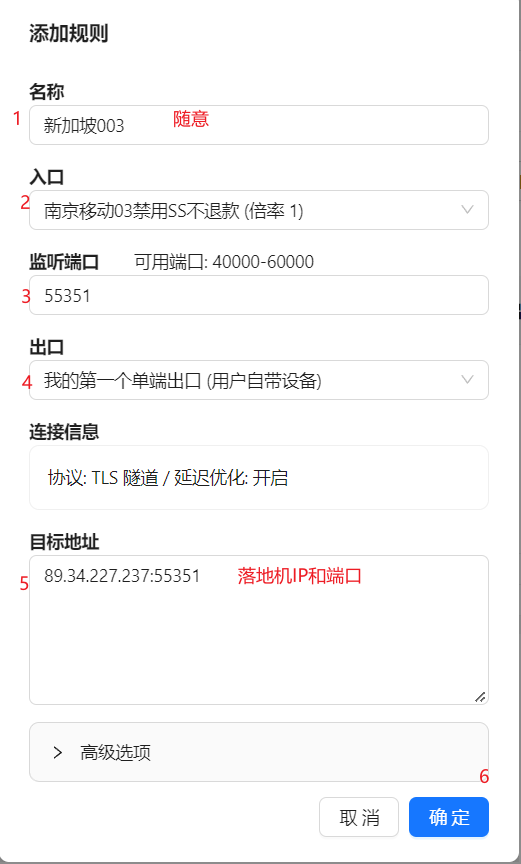 添加规则
名称
1 新加坡003 随意
入口
2 南京移动03禁用SS不退款 (倍率 1)
监听端口 可用端口: 40000-60000
3 55351
出口
4 我的第一个单端出口 (用户自带设备)
连接信息
协议: TLS 隧道 / 延迟优化: 开启
目标地址
5 89.34.227.237:55351 落地机IP和端口
高级选项
6
取 消 确 定